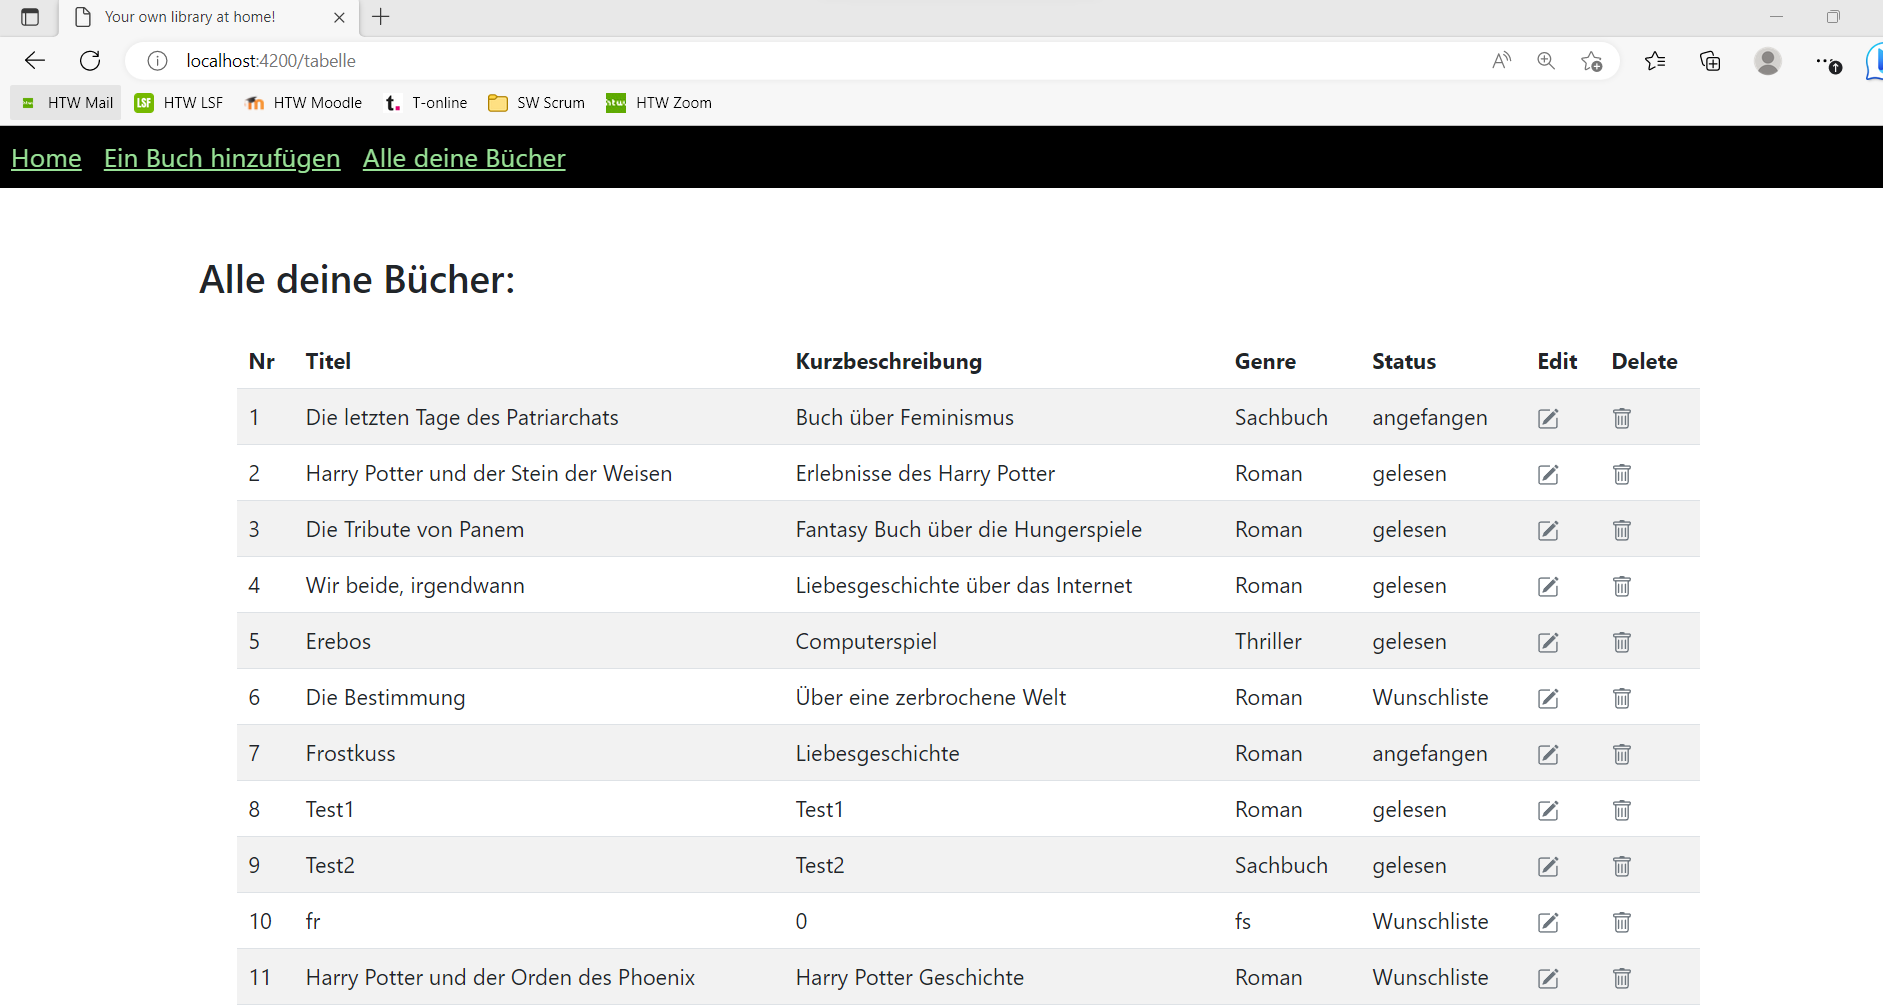 Your own library at home!
localhost:4200/tabelle
HTW Mail LSF HTW LSF HTW Moodle t. T-online SW Scrum htw HTW Zoom
Home Ein Buch hinzufügen Alle deine Bücher
Alle deine Bücher:
Nr Titel Kurzbeschreibung Genre Status Edit Delete
1 Die letzten Tage des Patriarchats Buch über Feminismus Sachbuch angefangen
2 Harry Potter und der Stein der Weisen Erlebnisse des Harry Potter Roman gelesen
3 Die Tribute von Panem Fantasy Buch über die Hungerspiele Roman gelesen
4 Wir beide, irgendwann Liebesgeschichte über das Internet Roman gelesen
5 Erebos Computerspiel Thriller gelesen
6 Die Bestimmung Über eine zerbrochene Welt Roman Wunschliste
7 Frostkuss Liebesgeschichte Roman angefangen
8 Test1 Test1 Roman gelesen
9 Test2 Test2 Sachbuch gelesen
10 fr 0 fs Wunschliste
11 Harry Potter und der Orden des Phoenix Harry Potter Geschichte Roman Wunschliste